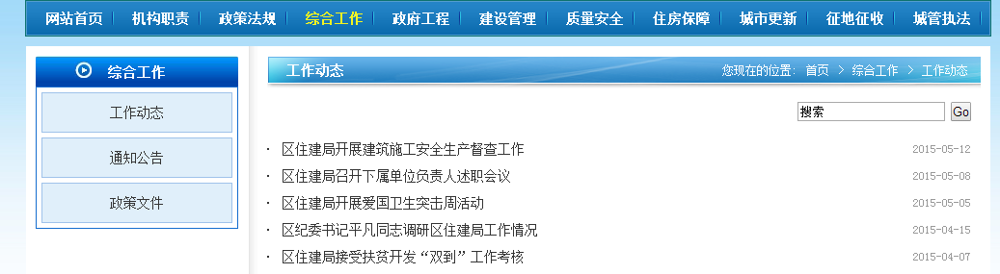 网站首页 机构职责 政策法规 综合工作 政府工程 建设管理 质量安全 住房保障 城市更新 征地征收 城管执法
综合工作
工作动态
通知公告
政策文件
工作动态 您现在的位置： 首页 > 综合工作 > 工作动态
搜索 Go
· 区住建局开展建筑施工安全生产督查工作 2015-05-12
· 区住建局召开下属单位负责人述职会议 2015-05-08
· 区住建局开展爱国卫生突击周活动 2015-05-05
· 区纪委书记平凡同志调研区住建局工作情况 2015-04-15
· 区住建局接受扶贫开发“双到”工作考核 2015-04-07